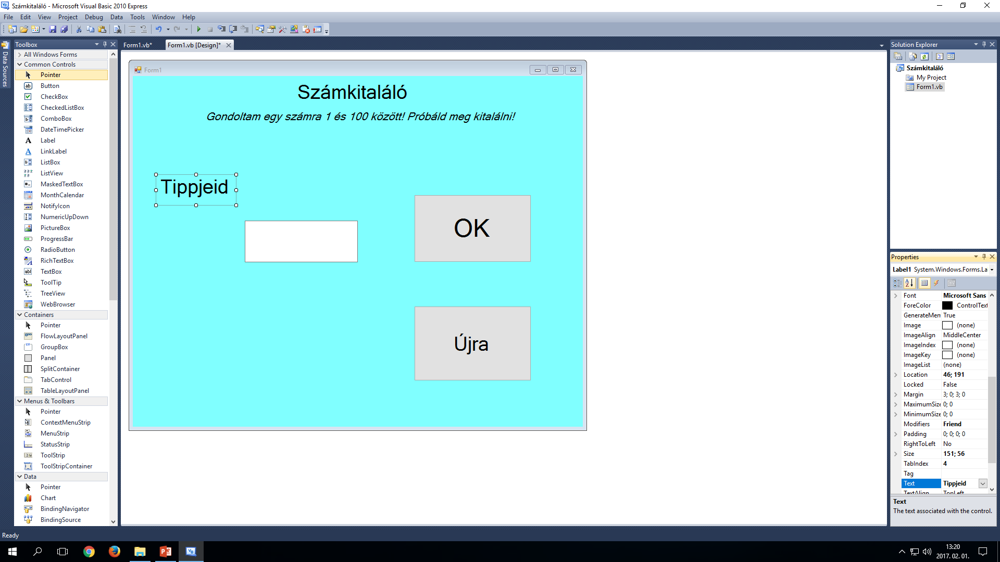 Számkitaláló - Microsoft Visual Basic 2010 Express
File Edit View Project Debug Data Tools Window Help
Data Sources
Toolbox
All Windows Forms
Common Controls
Pointer
Button
CheckBox
CheckedListBox
ComboBox
DateTimePicker
Label
LinkLabel
ListBox
ListView
MaskedTextBox
MonthCalendar
NotifyIcon
NumericUpDown
PictureBox
ProgressBar
RadioButton
RichTextBox
TextBox
ToolTip
TreeView
WebBrowser
Containers
Pointer
FlowLayoutPanel
GroupBox
Panel
SplitContainer
TabControl
TableLayoutPanel
Menus & Toolbars
Pointer
ContextMenuStrip
MenuStrip
StatusStrip
ToolStrip
ToolStripContainer
Data
Pointer
Chart
BindingNavigator
BindingSource
Form1.vb* Form1.vb [Design]*
Form1
Számkitaláló
Gondoltam egy számra 1 és 100 között! Próbáld meg kitalálni!
Tippjeid
OK
Újra
Solution Explorer
Számkitaláló
My Project
Form1.vb
Properties
Label1 System.Windows.Forms.La
Font Microsoft Sans
ForeColor ControlText
GenerateMem True
Image (none)
ImageAlign MiddleCenter
ImageIndex (none)
ImageKey (none)
ImageList (none)
Location 46; 191
Locked False
Margin 3; 0; 3; 0
MaximumSize 0; 0
MinimumSize 0; 0
Modifiers Friend
Padding 0; 0; 0; 0
RightToLeft No
Size 151; 56
TabIndex 4
Tag
Text Tippjeid
TextAlign TopLeft
Text
The text associated with the control.
Ready
13:20
2017. 02. 01.